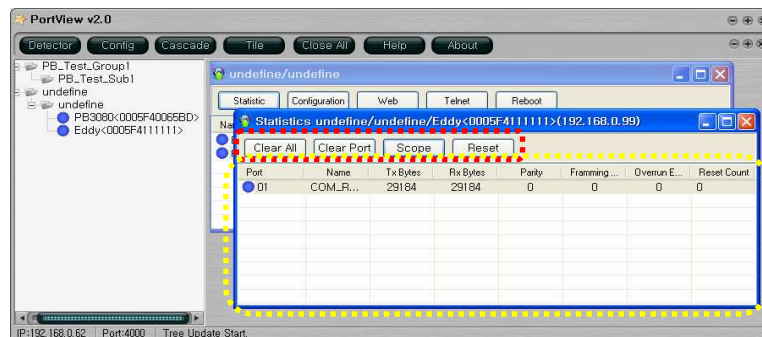 PortView v2.0
Detector Config Cascade Tile Close All Help About
PB_Test_Group1
PB_Test_Sub1
undefine
undefine
PB3080<0005F40065BD>
Eddy<0005F4111111>
undefine/undefine
Statistic Configuration Web Telnet Reboot
Statistics undefine/undefine/Eddy<0005F4111111>(192.168.0.99)
Clear All Clear Port Scope Reset
Port Name Tx Bytes Rx Bytes Parity Framming ... Overrun E... Reset Count
01 COM_R... 29184 29184 0 0 0 0
IP:192.168.0.62 Port:4000 Tree Update Start.